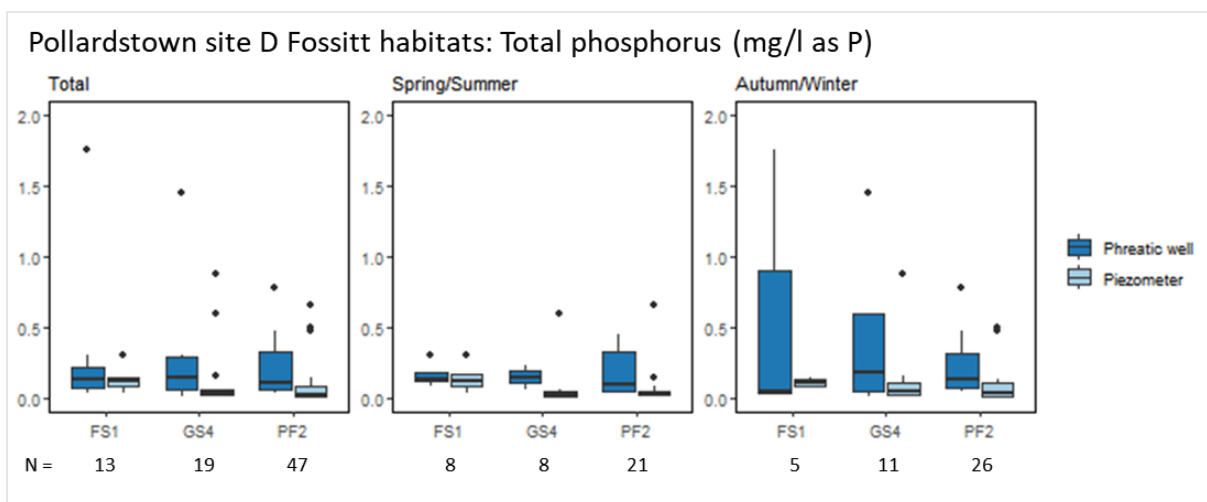 Pollardstown site D Fossitt habitats: Total phosphorus (mg/l as P)
Total
2.0
1.5
1.0
0.5
0.0
FS1 GS4 PF2
Spring/Summer
2.0
1.5
1.0
0.5
0.0
FS1 GS4 PF2
Autumn/Winter
2.0
1.5
1.0
0.5
0.0
FS1 GS4 PF2
Phreatic well
Piezometer
N = 13 19 47 8 8 21 5 11 26